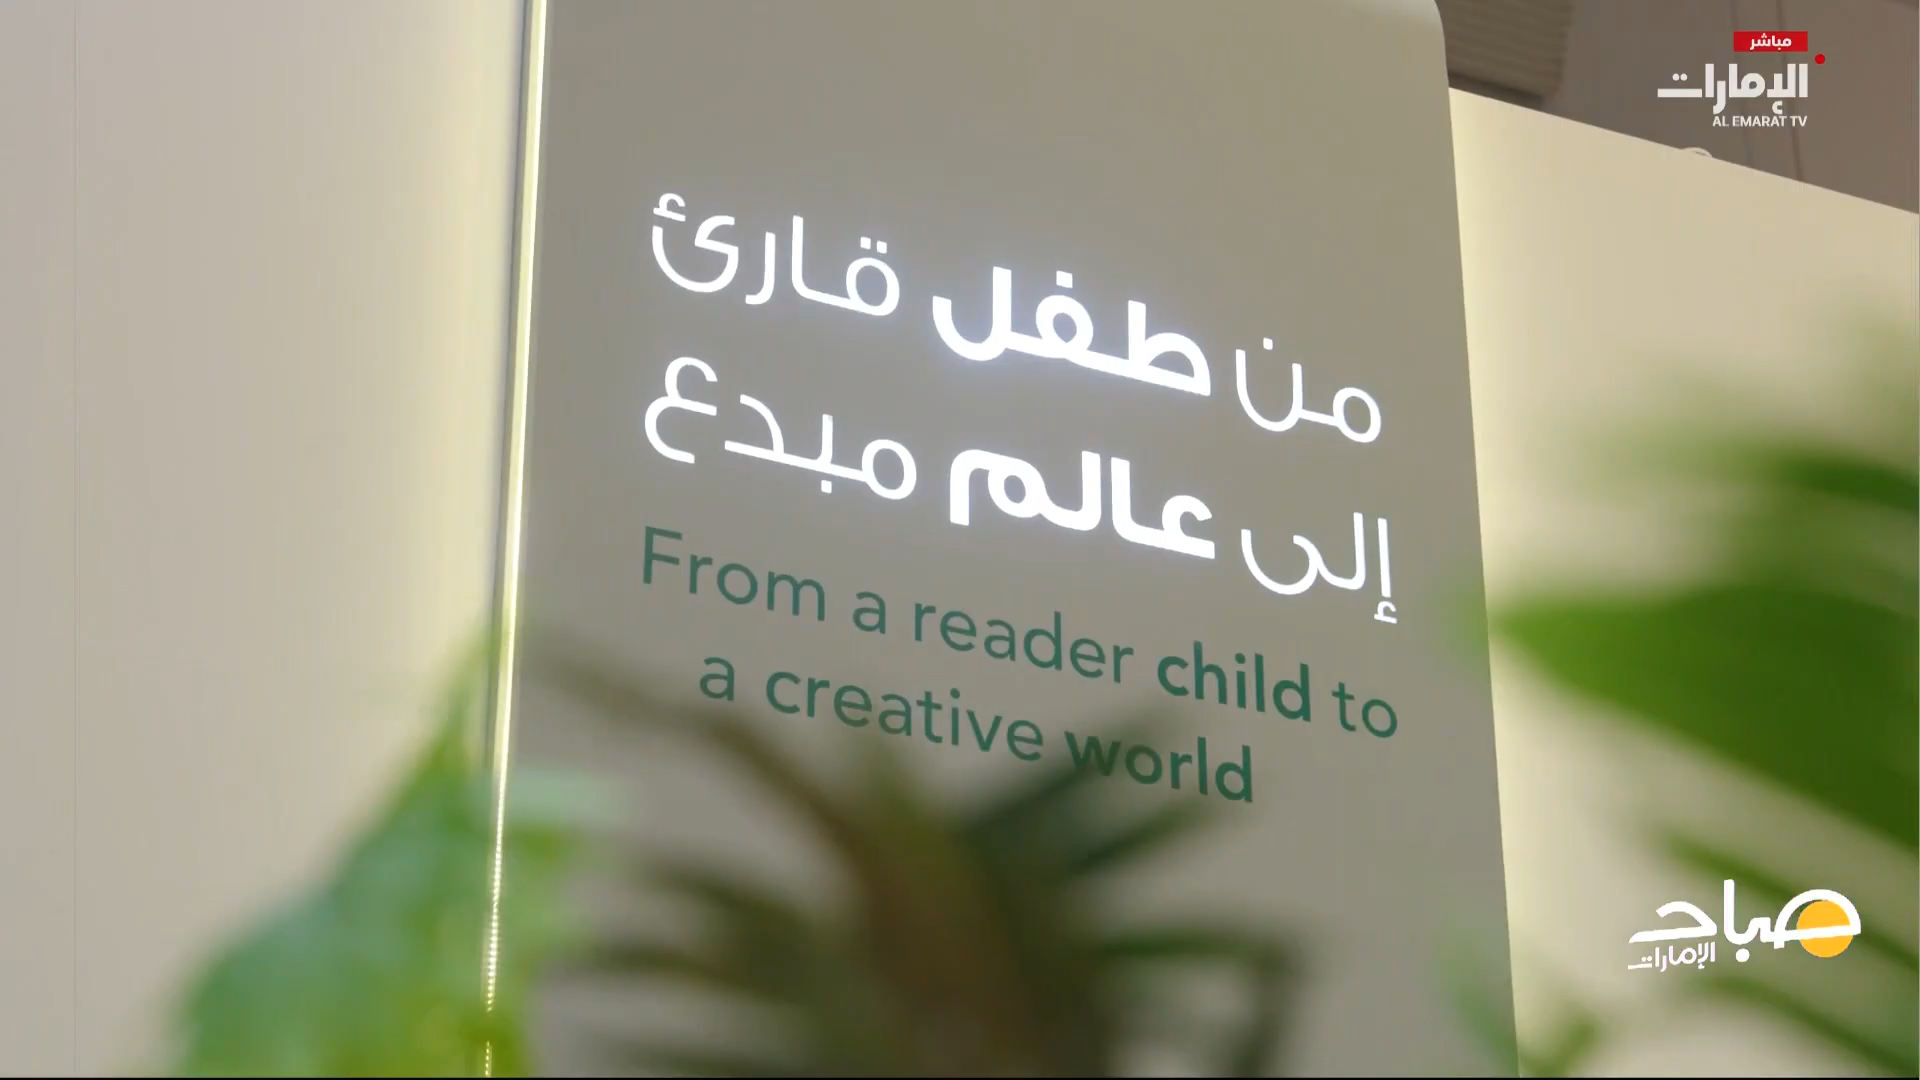 مباشر
الإمارات
AL EMARAT TV
من طفل قارئ
إلى عالم مبدع
From a reader child to
a creative world
صباح
الإمارات